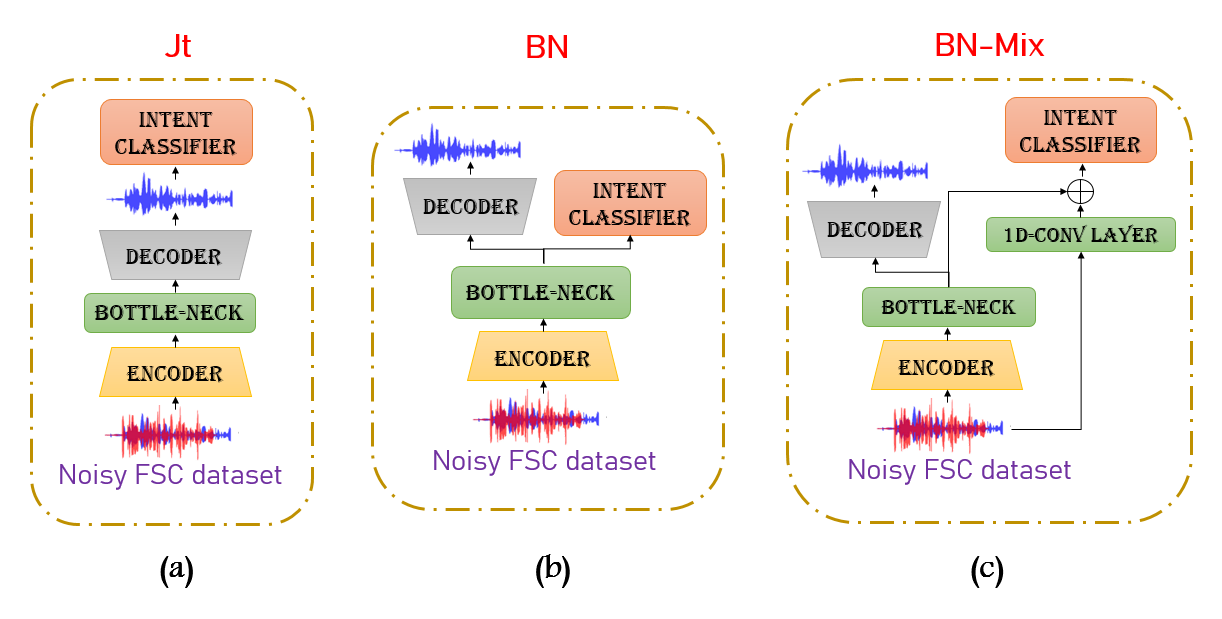 Jt
INTENT
CLASSIFIER
DECODER
BOTTLE-NECK
ENCODER
Noisy FSC dataset
(a)
BN
DECODER
INTENT
CLASSIFIER
BOTTLE-NECK
ENCODER
Noisy FSC dataset
(b)
BN-Mix
INTENT
CLASSIFIER
DECODER
1D-CONV LAYER
BOTTLE-NECK
ENCODER
Noisy FSC dataset
(c)